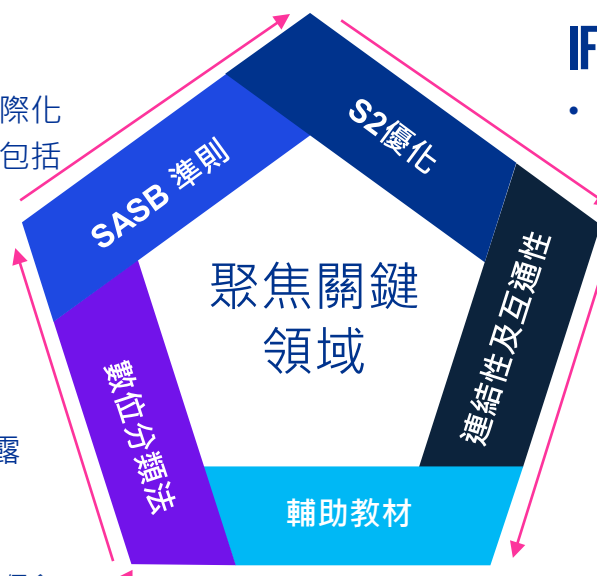 際化
包括
IF
•
S2優化
SASB 準則
聚焦關鍵
領域
連結性及互通性
數位分類法
露
輔助教材